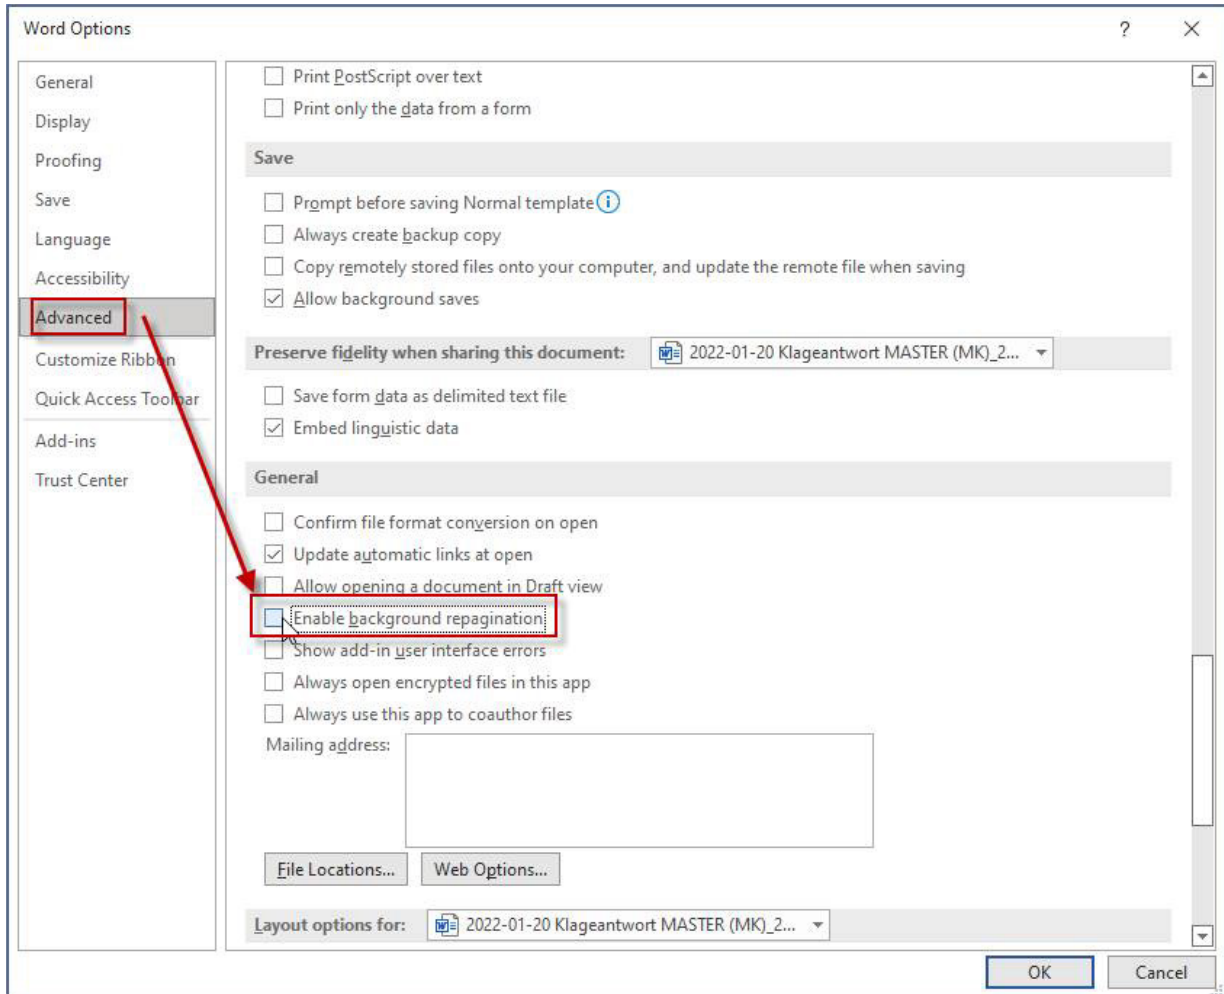 Word Options
?
General
Display
Proofing
Save
Language
Accessibility
Advanced
Customize Ribbon
Quick Access Toolbar
Add-ins
Trust Center
Print PostScript over text
Print only the data from a form
Save
Prompt before saving Normal template
Always create backup copy
Copy remotely stored files onto your computer, and update the remote file when saving
Allow background saves
Preserve fidelity when sharing this document: 2022-01-20 Klageantwort MASTER (MK)_2...
Save form data as delimited text file
Embed linguistic data
General
Confirm file format conversion on open
Update automatic links at open
Allow opening a document in Draft view
Enable background repagination
Show add-in user interface errors
Always open encrypted files in this app
Always use this app to coauthor files
Mailing address:
File Locations... Web Options...
Layout options for: 2022-01-20 Klageantwort MASTER (MK)_2...
OK Cancel